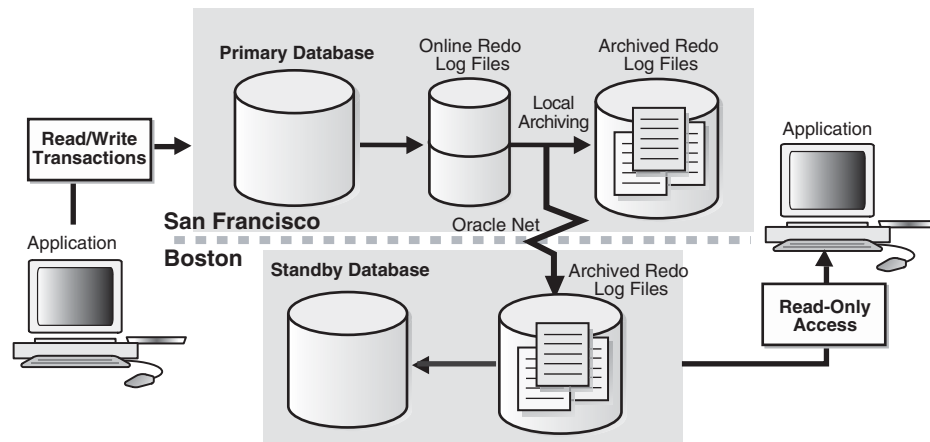 Primary Database
Online Redo
Log Files
Archived Redo
Log Files
Local
Archiving
Read/Write
Transactions
Application
San Francisco
Oracle Net
Application
Boston
Standby Database
Archived Redo
Log Files
Read-Only
Access